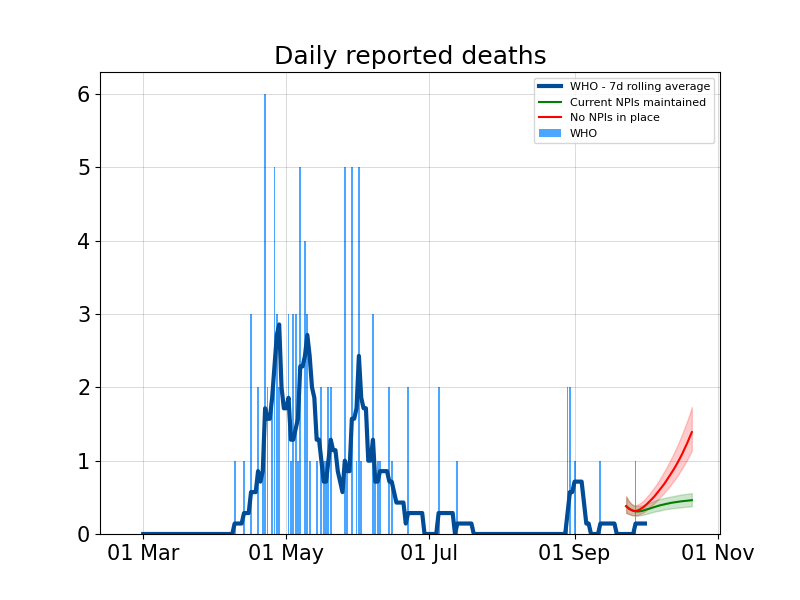 Daily reported deaths
WHO - 7d rolling average
Current NPIs maintained
No NPIs in place
WHO
6
5
4
3
2
1
0
01 Mar
01 May
01 Jul
01 Sep
01 Nov